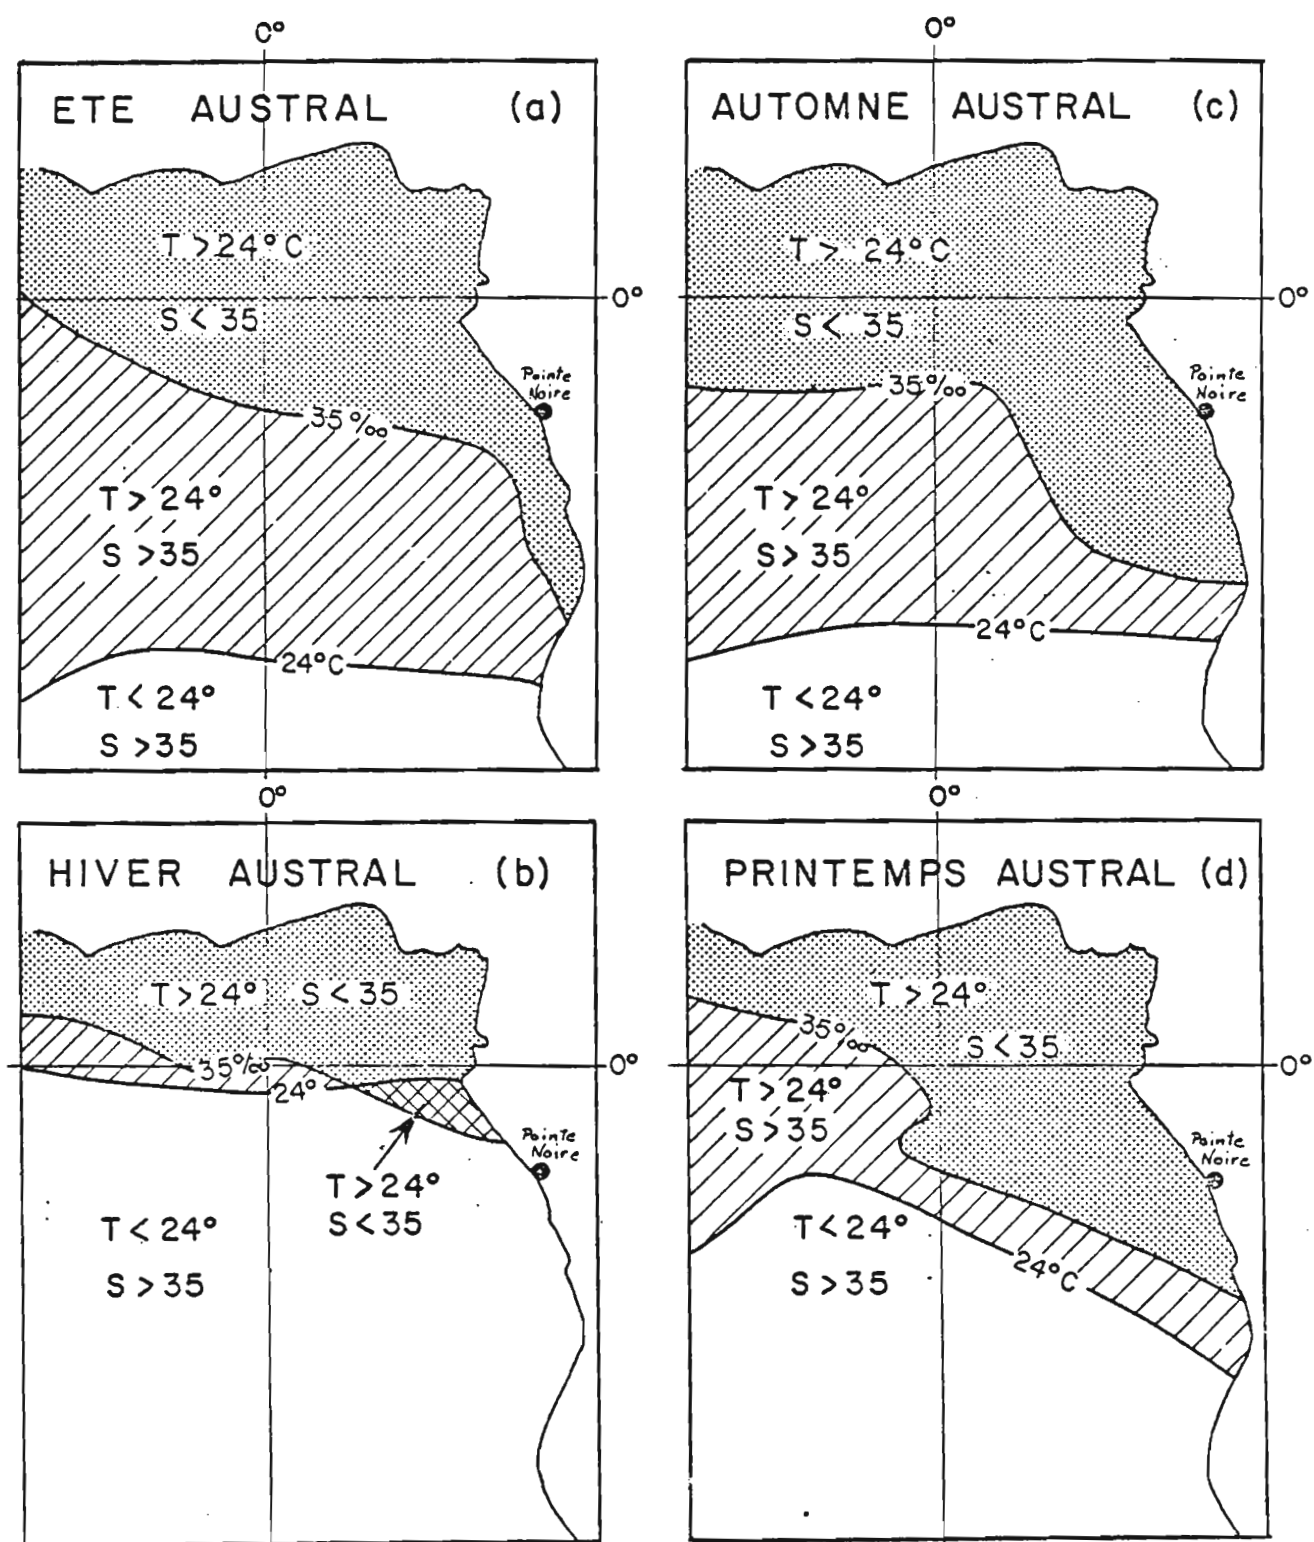 0°
ETE AUSTRAL (a)
T > 24°C
S < 35
0°
Pointe
Noire
35‰
T > 24°
S > 35
24°C
T < 24°
S > 35
0°
AUTOMNE AUSTRAL (c)
T > 24°C
S < 35
0°
Pointe
Noire
35‰
T > 24°
S > 35
24°C
T < 24°
S > 35
0°
HIVER AUSTRAL (b)
T > 24° S < 35
35‰
0°
24°
Pointe
Noire
T > 24°
S < 35
T < 24°
S > 35
0°
PRINTEMPS AUSTRAL (d)
T > 24°
35‰
S < 35
0°
T > 24°
S > 35
Pointe
Noire
T < 24°
24°C
S > 35